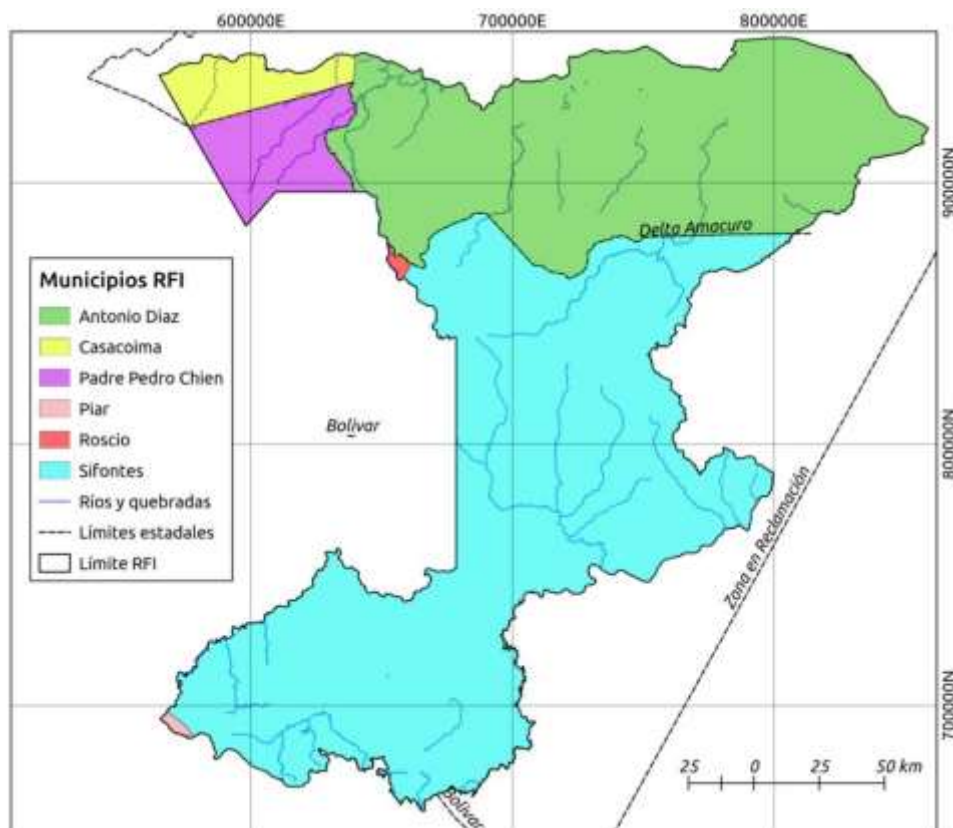 600000E 700000E 800000E
900000N
Delta Amacuro
Municipios RFI
Antonio Diaz
Casacoima
Padre Pedro Chien
Piar
Roscio
Sifontes
Ríos y quebradas
Límites estadales
Límite RFI
Bolívar
800000N
Zona en Reclamación
700000N
25 0 25 50 km
Bolívar